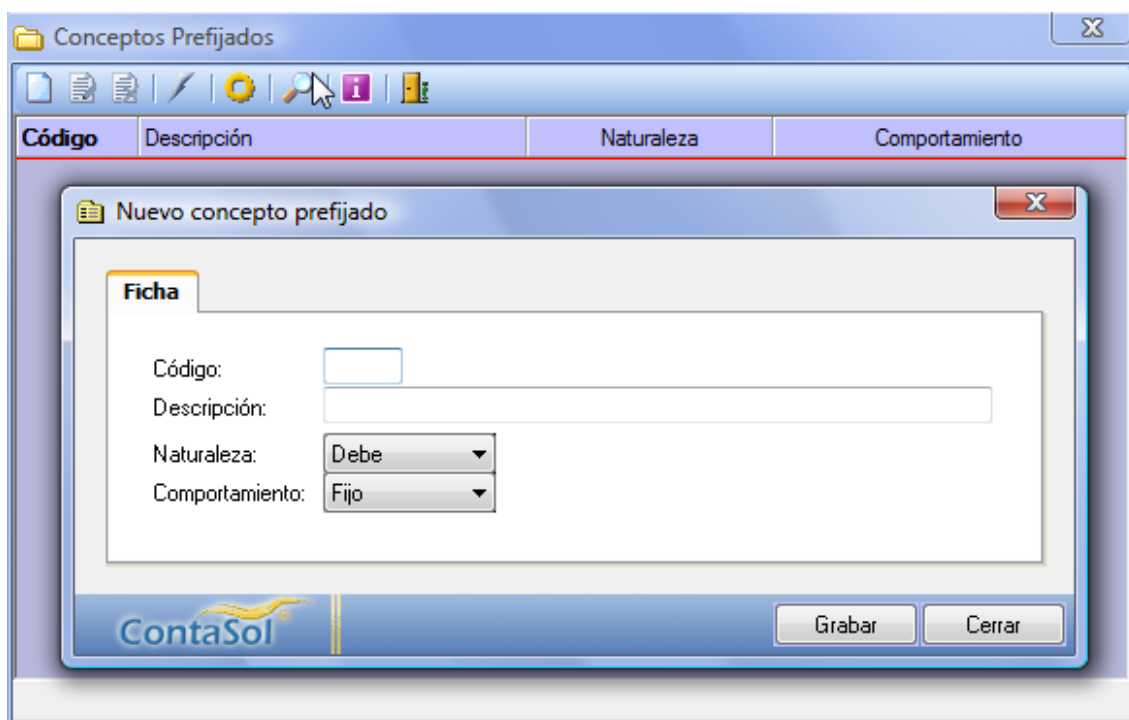 Conceptos Prefijados
Código Descripción Naturaleza Comportamiento
Nuevo concepto prefijado
Ficha
Código:
Descripción:
Naturaleza: Debe
Comportamiento: Fijo
ContaSol Grabar Cerrar